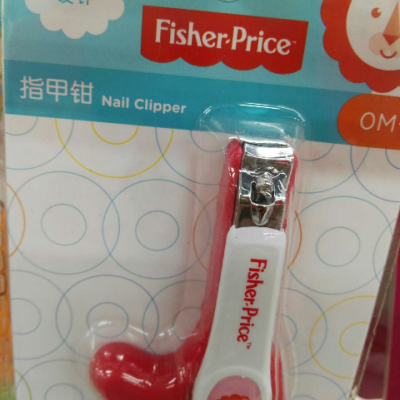 Fisher-Price
指甲钳 Nail Clipper
OM-
Fisher-Price